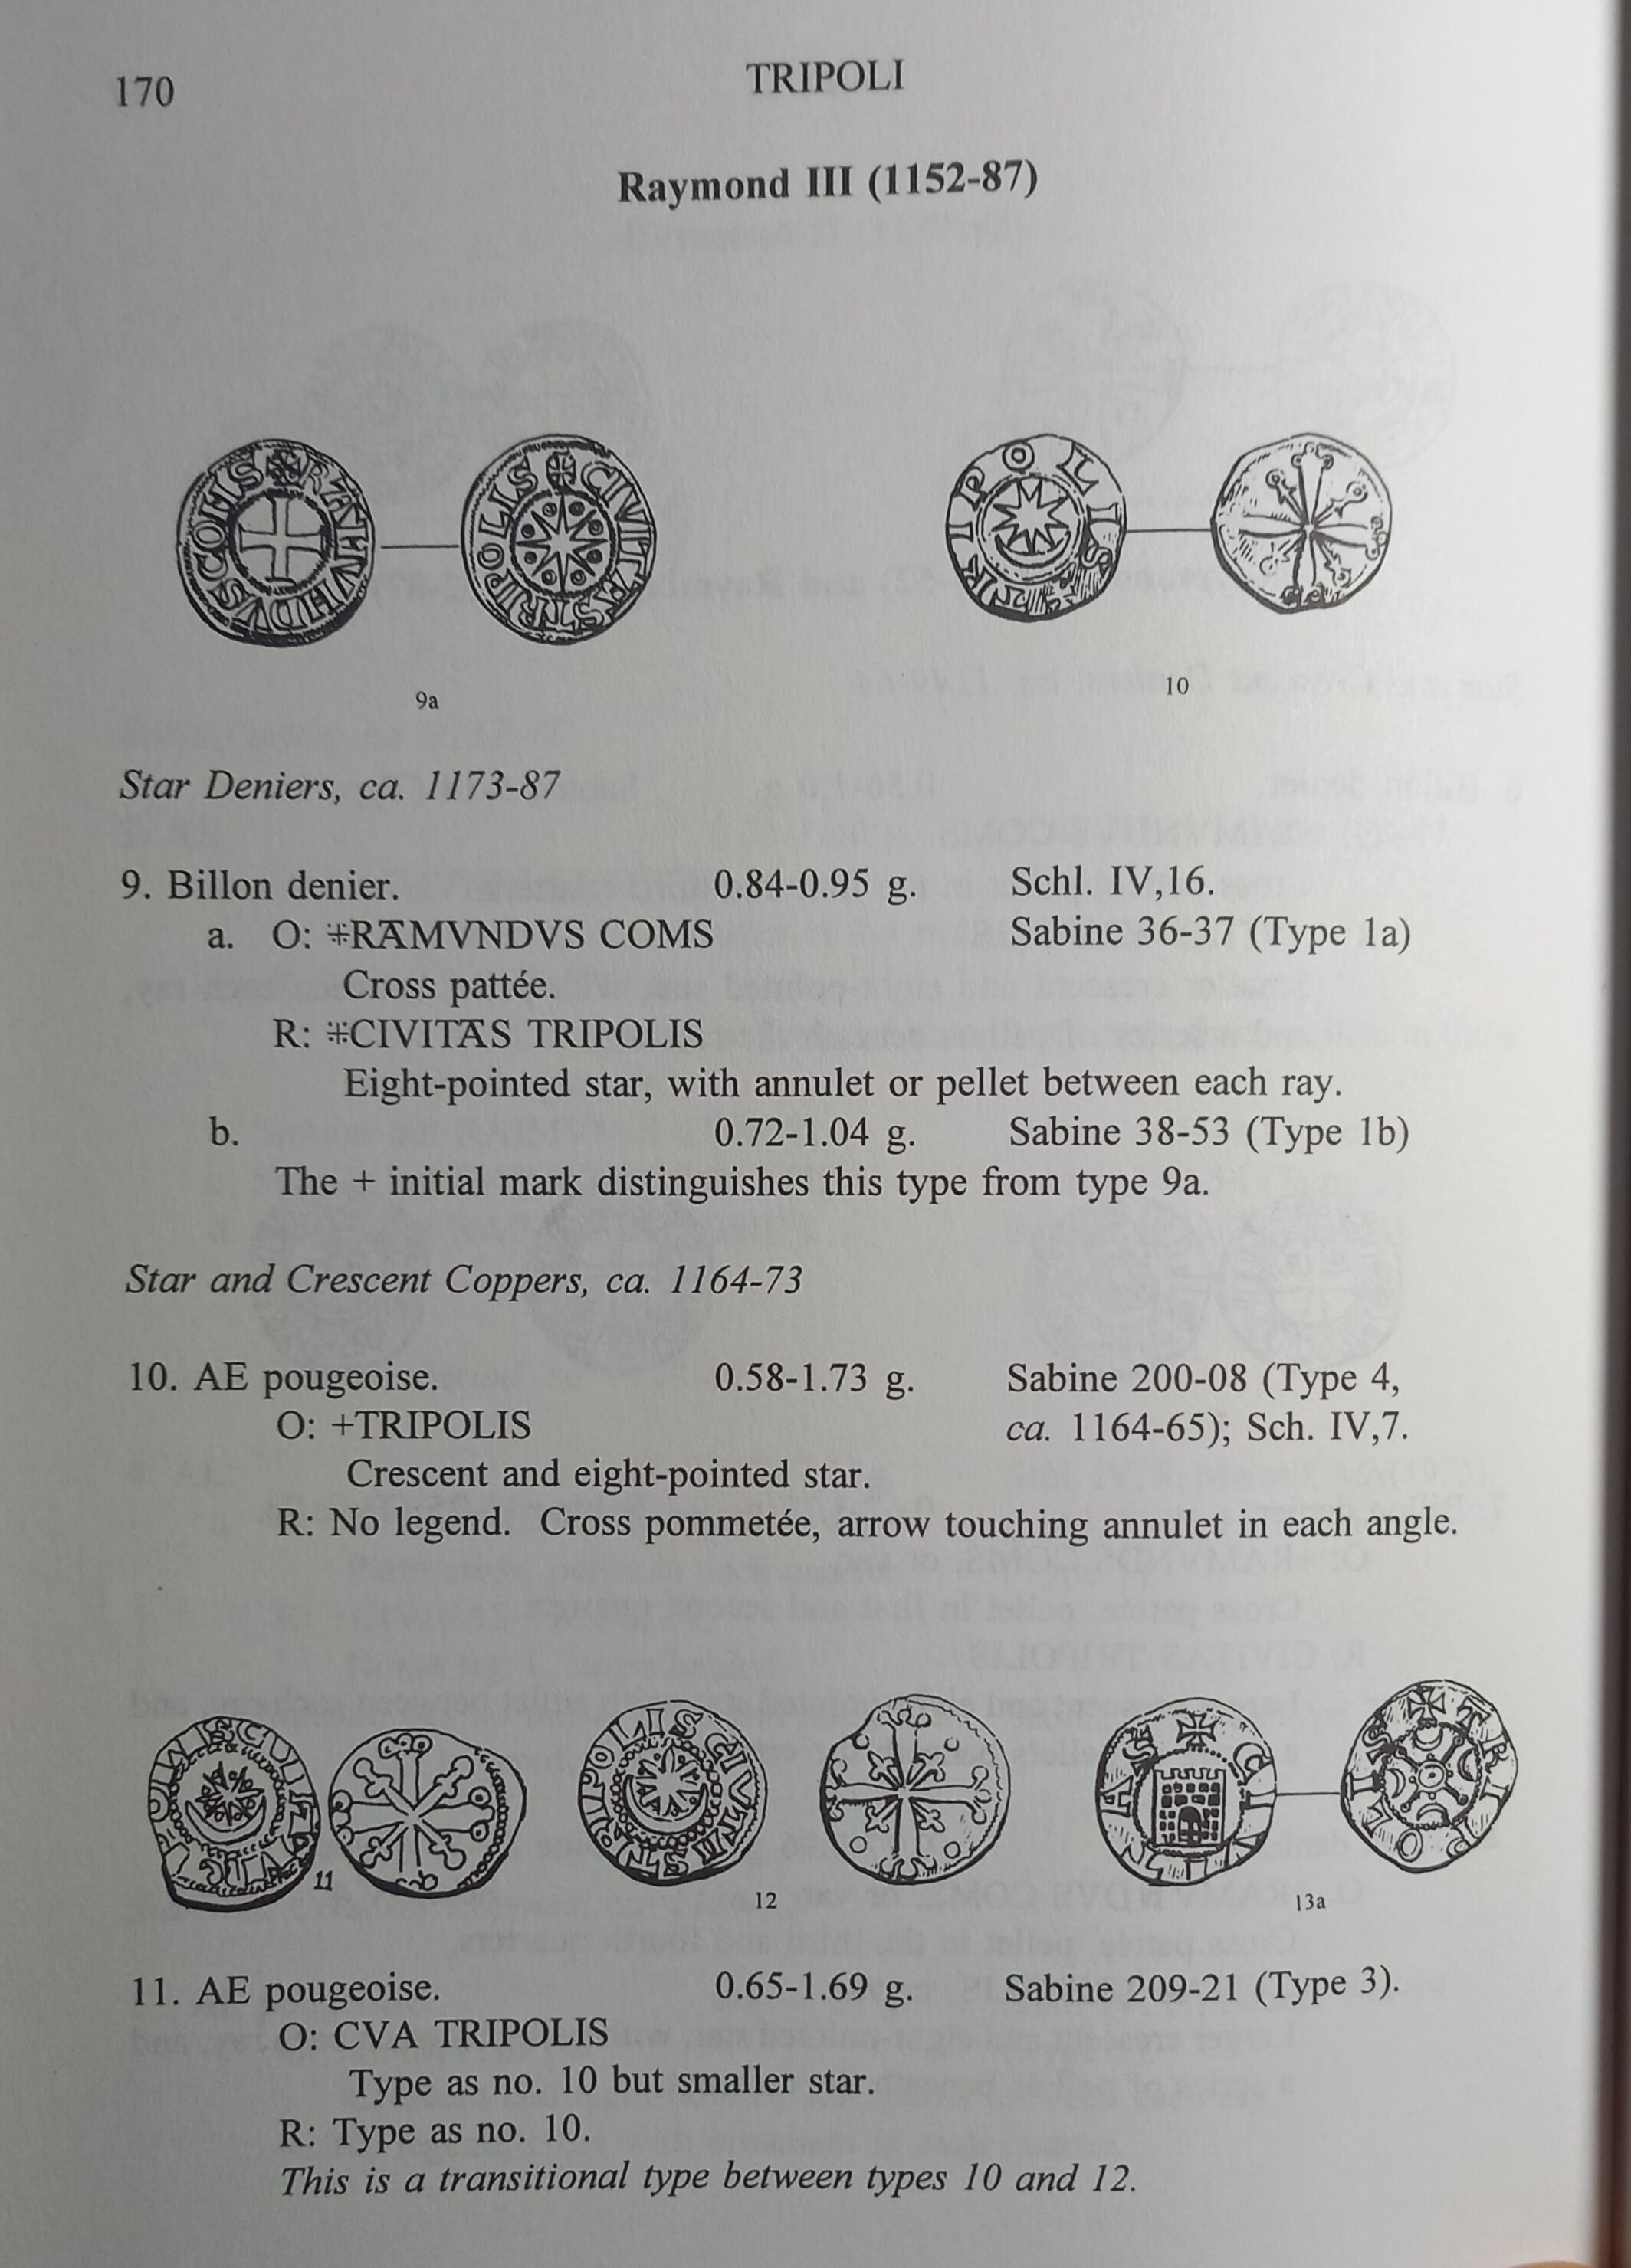 170
TRIPOLI
Raymond III (1152-87)
9a
10
Star Deniers, ca. 1173-87
9. Billon denier. 0.84-0.95 g. Schl. IV,16.
a. O: ⁜RĀMVNDVS COMS Sabine 36-37 (Type 1a)
Cross pattée.
R: ⁜CIVITĀS TRIPOLIS
Eight-pointed star, with annulet or pellet between each ray.
b. 0.72-1.04 g. Sabine 38-53 (Type 1b)
The + initial mark distinguishes this type from type 9a.
Star and Crescent Coppers, ca. 1164-73
10. AE pougeoise. 0.58-1.73 g. Sabine 200-08 (Type 4,
O: +TRIPOLIS ca. 1164-65); Sch. IV,7.
Crescent and eight-pointed star.
R: No legend. Cross pommetée, arrow touching annulet in each angle.
11
12
13a
11. AE pougeoise. 0.65-1.69 g. Sabine 209-21 (Type 3).
O: CVA TRIPOLIS
Type as no. 10 but smaller star.
R: Type as no. 10.
This is a transitional type between types 10 and 12.